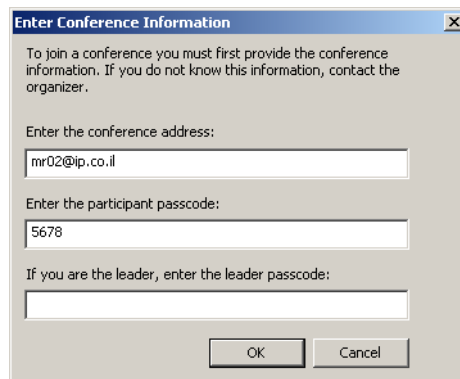 Enter Conference Information
To join a conference you must first provide the conference
information. If you do not know this information, contact the
organizer.
Enter the conference address:
mr02@ip.co.il
Enter the participant passcode:
5678
If you are the leader, enter the leader passcode:
OK Cancel